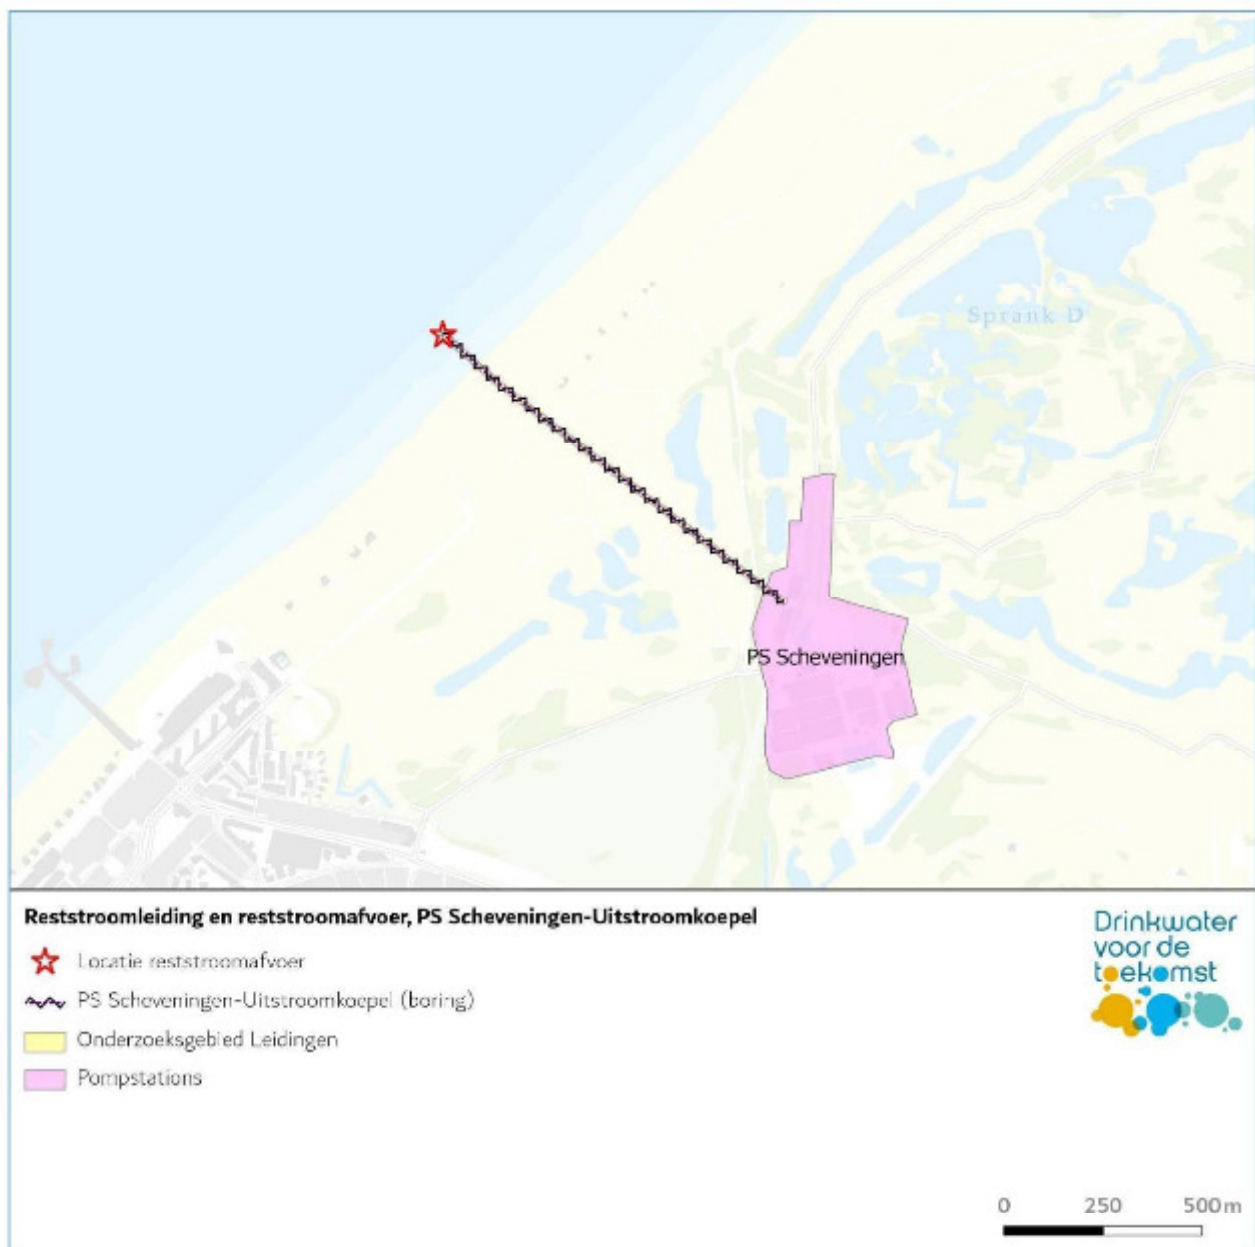 Sprank D
PS Scheveningen
Reststroomleiding en reststroomafvoer, PS Scheveningen-Uitstroomkoepel
Locatie reststroomafvoer
PS Scheveningen-Uitstroomkoepel (boring)
Onderzoeksgebied Leidingen
Pompstations
Drinkwater
voor de
toekomst
0 250 500m